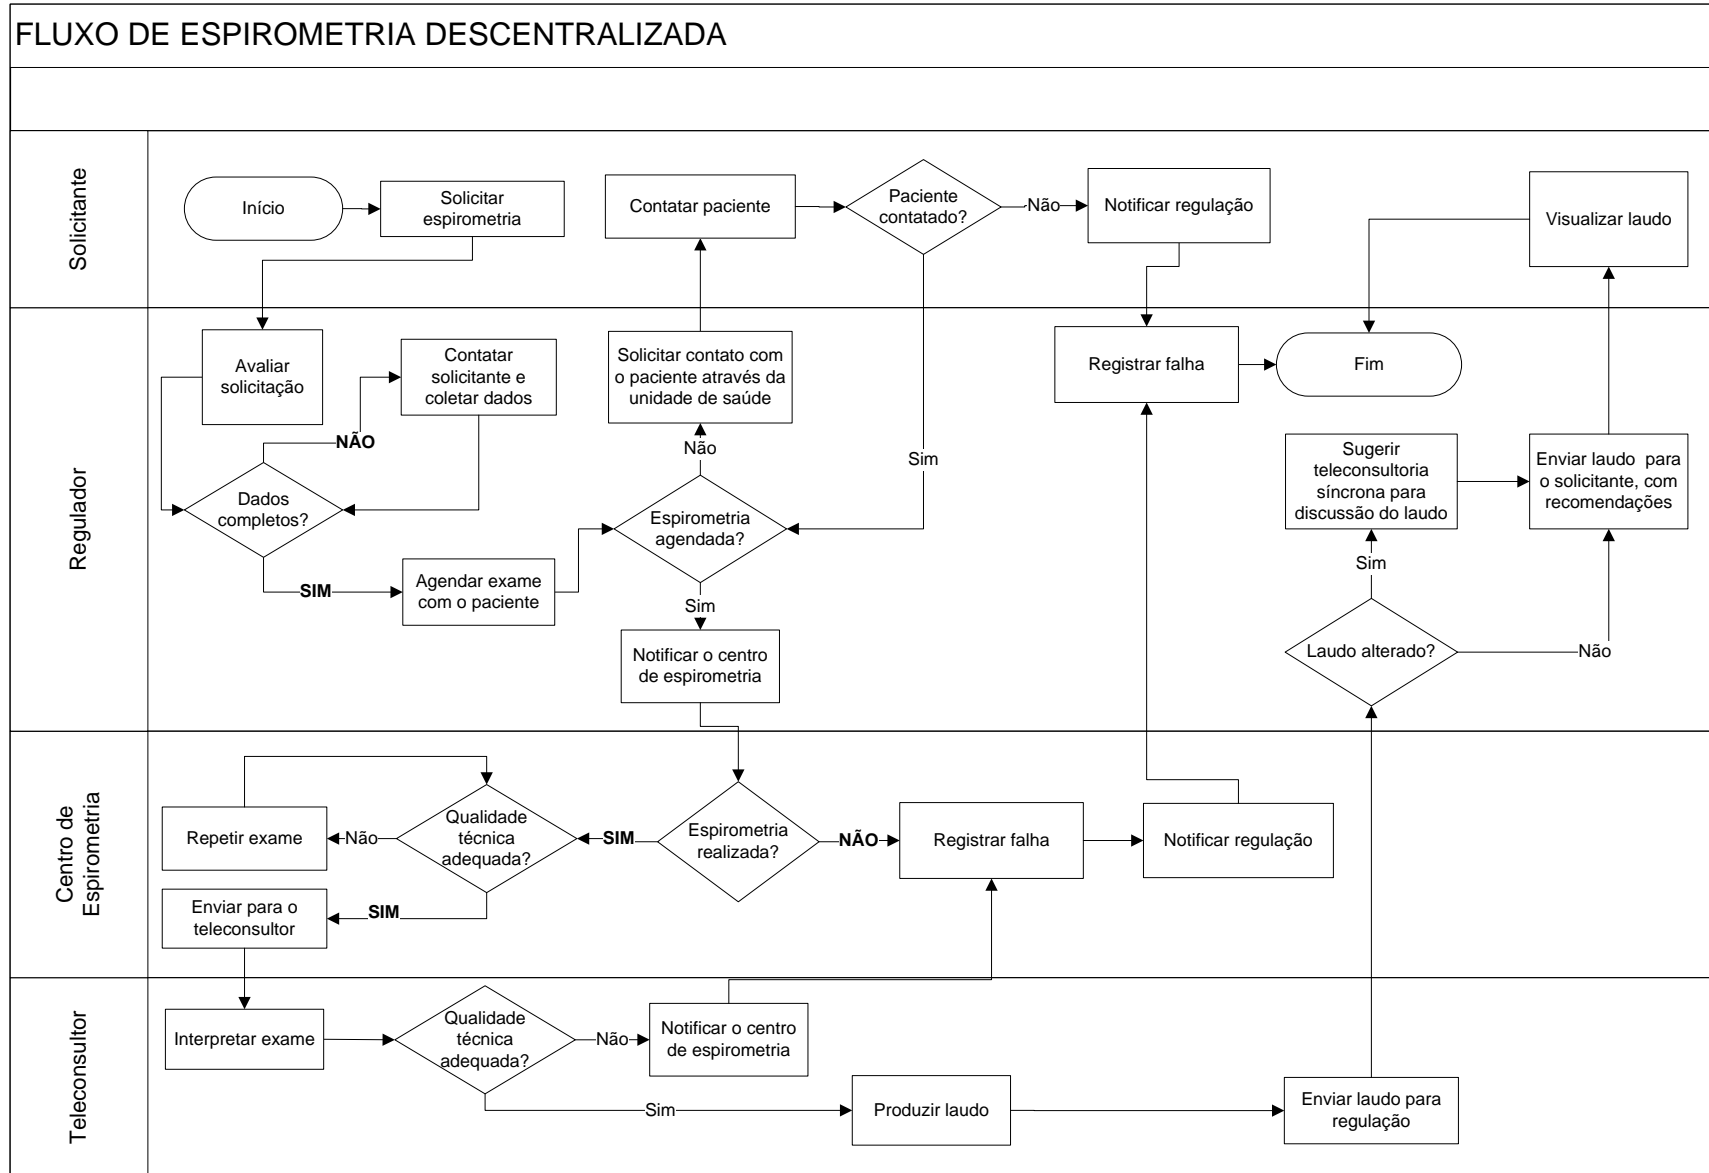 FLUXO DE ESPIROMETRIA DESCENTRALIZADA
Solicitante
Início
Solicitar
espirometria
Contatar paciente
Paciente
contatado?
Não
Notificar regulação
Visualizar laudo
Sim
Regulador
Avaliar
solicitação
Contatar
solicitante e
coletar dados
NÃO
Dados
completos?
SIM
Agendar exame
com o paciente
Solicitar contato com
o paciente através da
unidade de saúde
Não
Espirometria
agendada?
Sim
Notificar o centro
de espirometria
Registrar falha
Fim
Sugerir
teleconsultoria
síncrona para
discussão do laudo
Enviar laudo para
o solicitante, com
recomendações
Sim
Laudo alterado?
Não
Centro de
Espirometria
Repetir exame
Não
Qualidade
técnica
adequada?
SIM
Espirometria
realizada?
NÃO
Registrar falha
Notificar regulação
Enviar para o
teleconsultor
SIM
Teleconsultor
Interpretar exame
Qualidade
técnica
adequada?
Não
Notificar o centro
de espirometria
Sim
Produzir laudo
Enviar laudo para
regulação